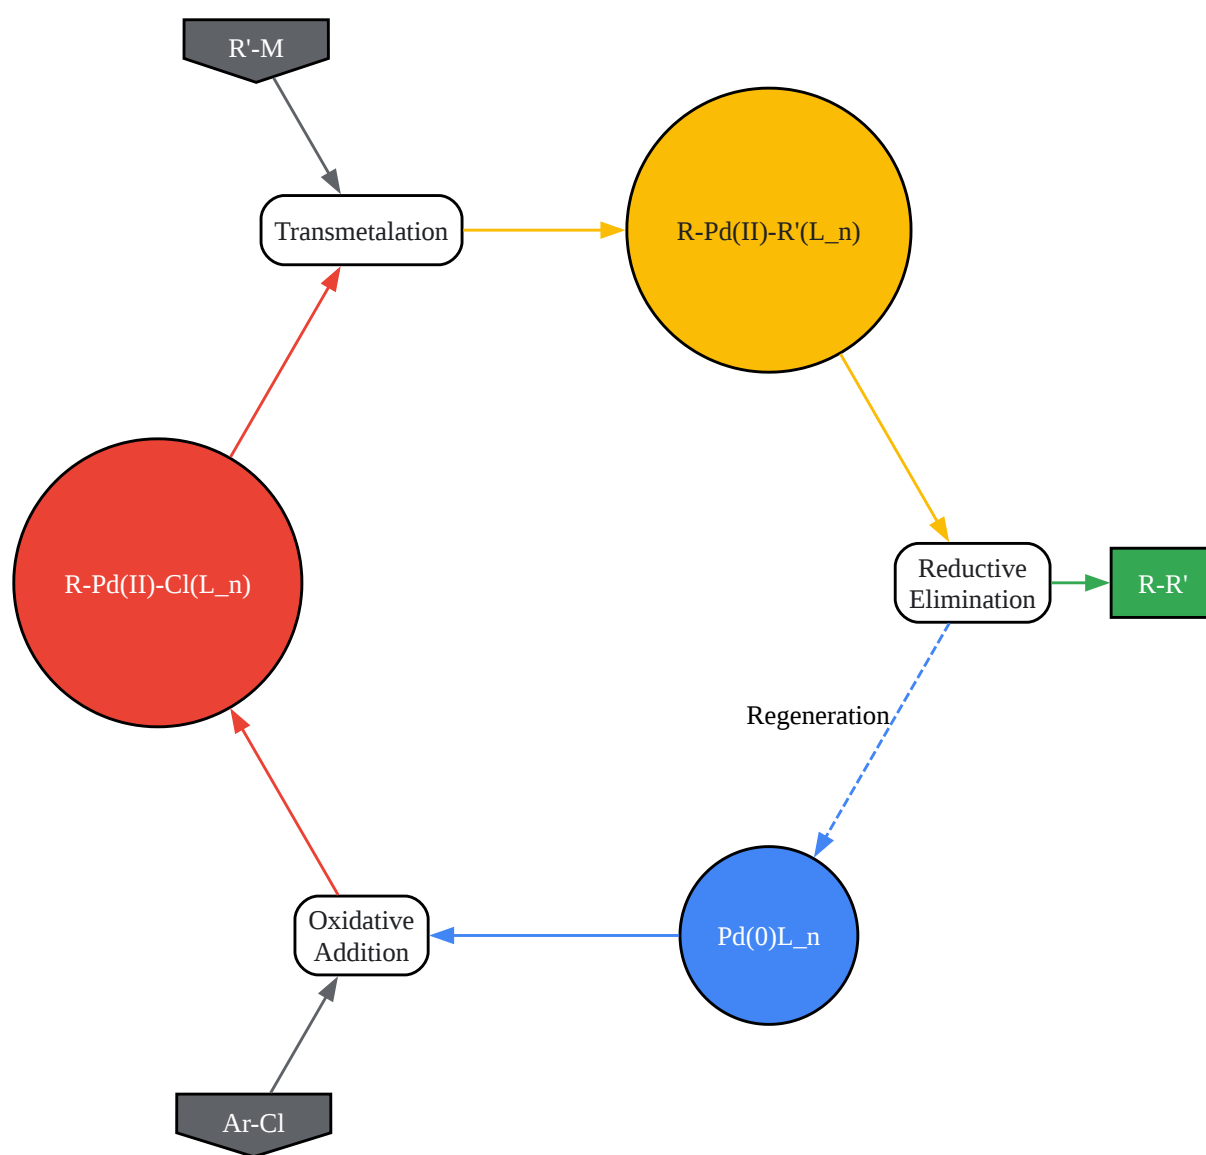 R'-M
Transmetalation
R-Pd(II)-R'(L_n)
R-Pd(II)-Cl(L_n)
Reductive
Elimination
R-R'
Regeneration
Oxidative
Addition
Pd(0)L_n
Ar-Cl